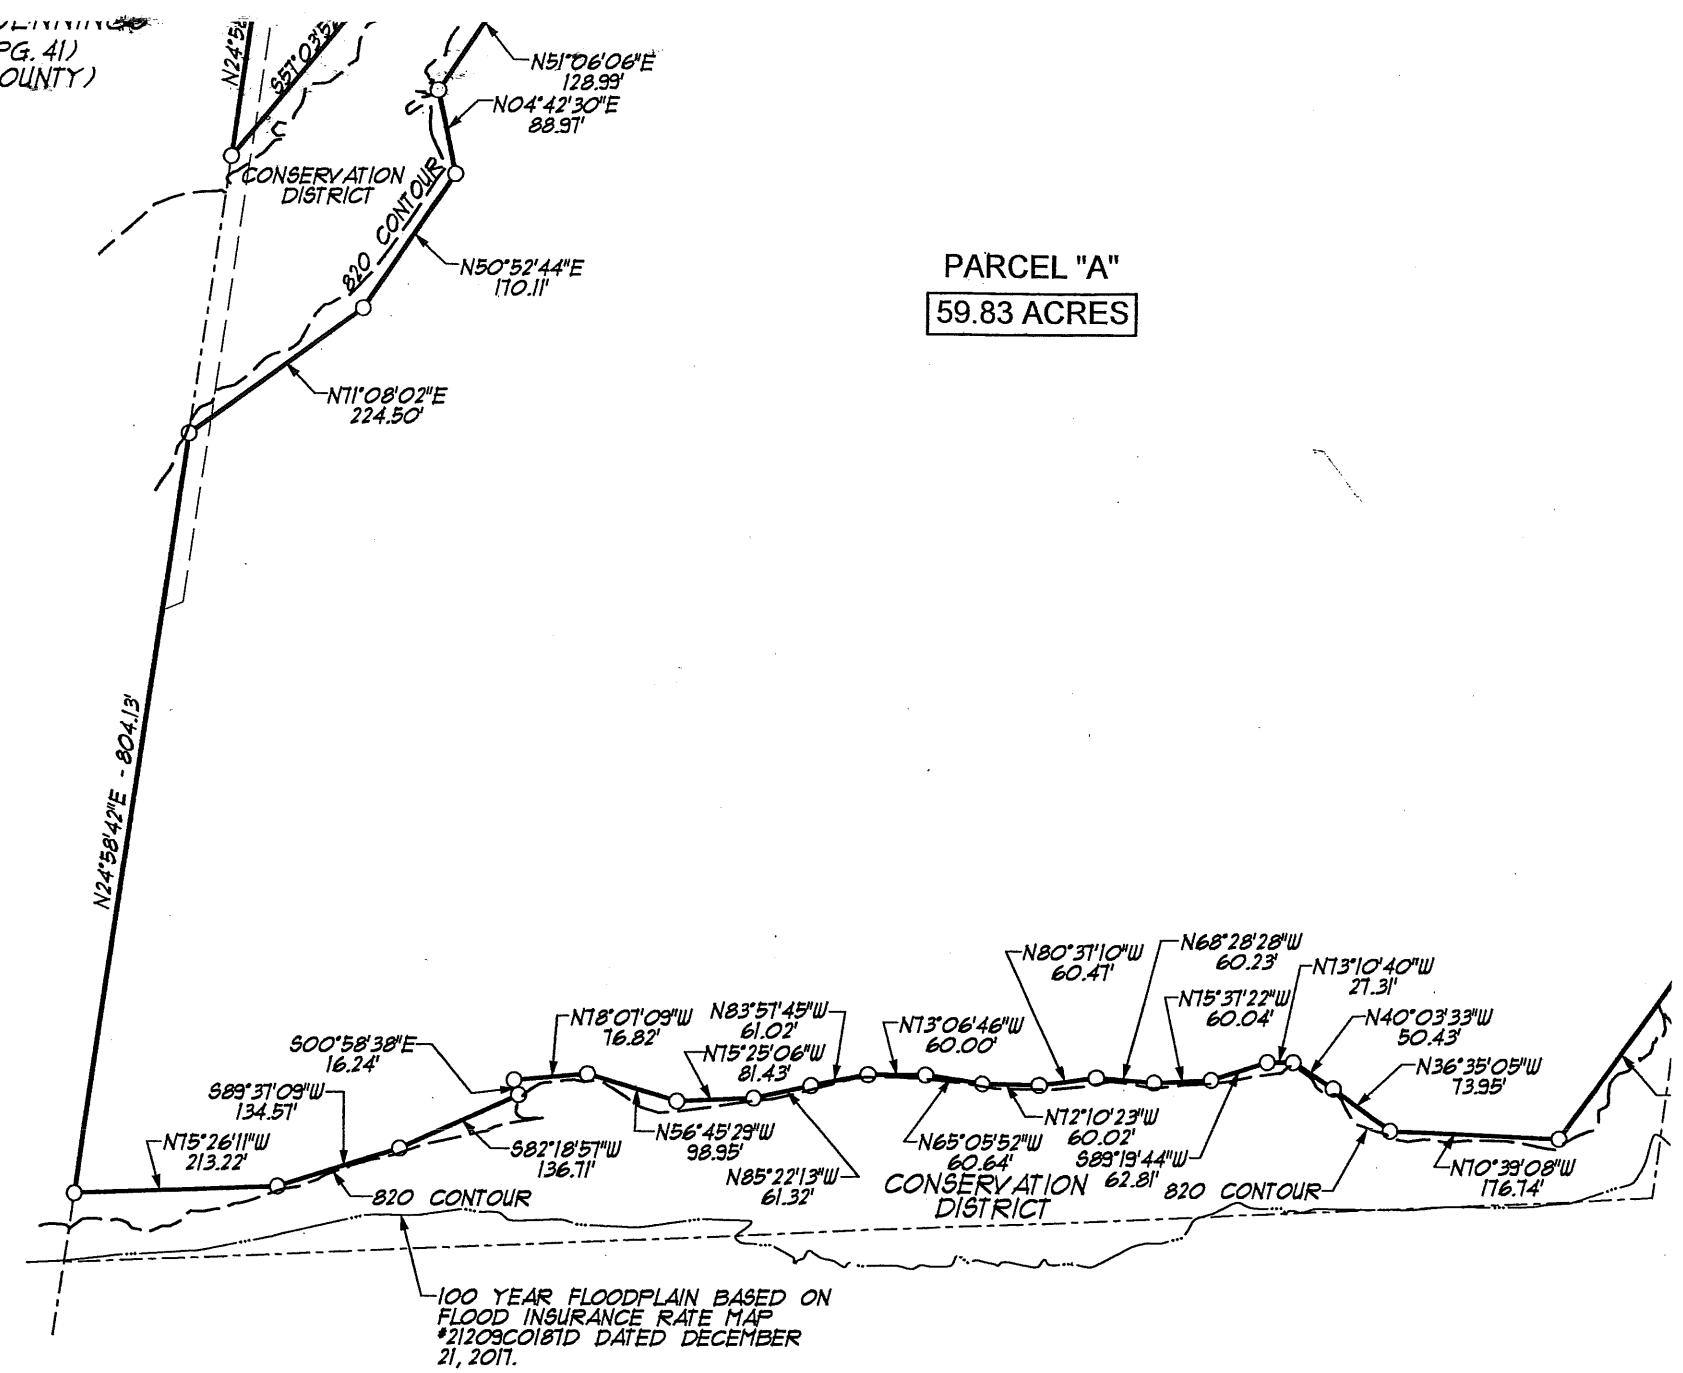 PG. 41)
OUNTY)
N24°58
S57°03'5
N51°06'06"E
128.99'
N04°42'30"E
88.97'
CONSERVATION
DISTRICT
820 CONTOUR
N50°52'44"E
170.11'
PARCEL "A"
59.83 ACRES
N71°08'02"E
224.50'
N24°58'42"E - 804.13'
N80°37'10"W
60.47'
N68°28'28"W
60.23'
N73°10'40"W
27.31'
N75°37'22"W
60.04'
N40°03'33"W
50.43'
N78°07'09"W
76.82'
N83°57'45"W
61.02'
N73°06'46"W
60.00'
S00°58'38"E
16.24'
N75°25'06"W
81.43'
N36°35'05"W
73.95'
S89°37'09"W
134.57'
N75°26'11"W
213.22'
S82°18'57"W
136.71'
N56°45'29"W
98.95'
N65°05'52"W
60.64'
N72°10'23"W
60.02'
S89°19'44"W
62.81'
N85°22'13"W
61.32'
N70°39'08"W
176.74'
820 CONTOUR
CONSERVATION
DISTRICT
820 CONTOUR
100 YEAR FLOODPLAIN BASED ON
FLOOD INSURANCE RATE MAP
#21209C0187D DATED DECEMBER
21, 2017.